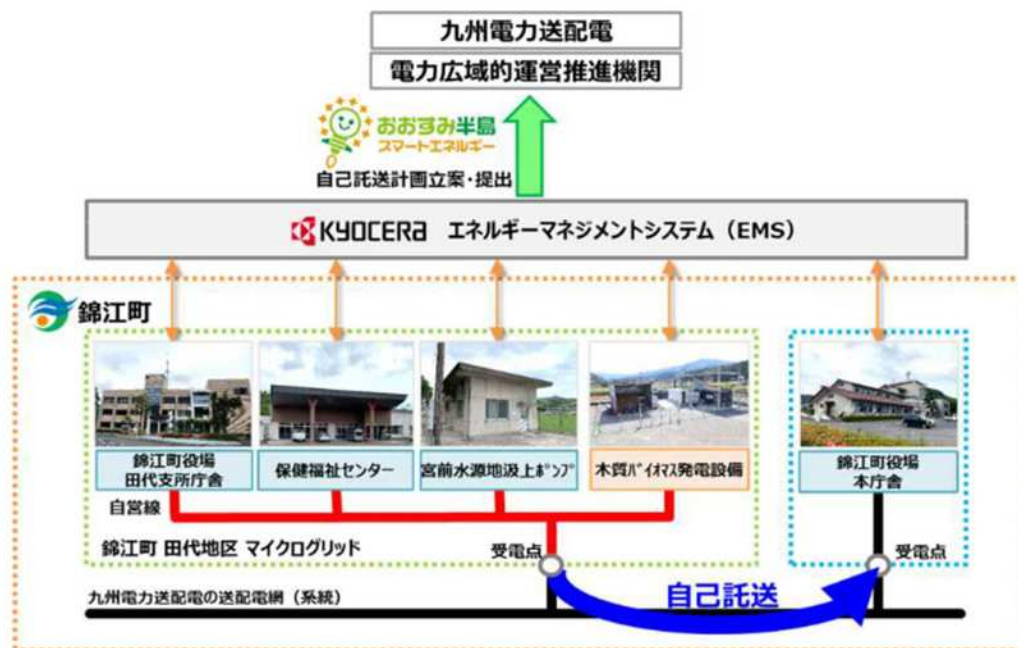 九州電力送配電
電力広域的運営推進機関
おおすみ半島
スマートエネルギー
自己託送計画立案・提出
KYOCERA エネルギーマネジメントシステム（EMS）
錦江町
錦江町役場
田代支所庁舎
保健福祉センター
宮前水源地汲上ポンプ
木質バイオマス発電設備
錦江町役場
本庁舎
自営線
錦江町 田代地区 マイクログリッド
受電点
受電点
自己託送
九州電力送配電の送配電網（系統）